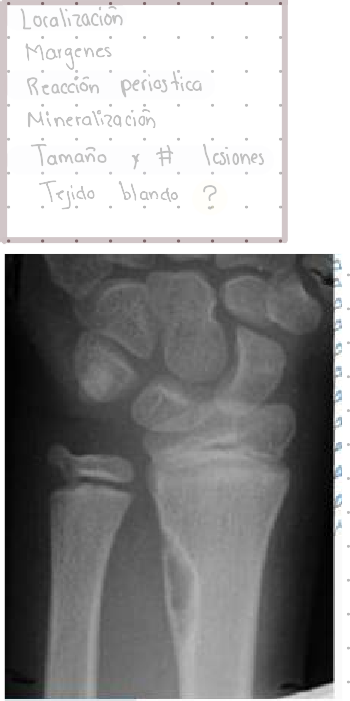 Localización
Margenes
Reacción periostica
Mineralización
Tamaño y # lesiones
Tejido blando ?